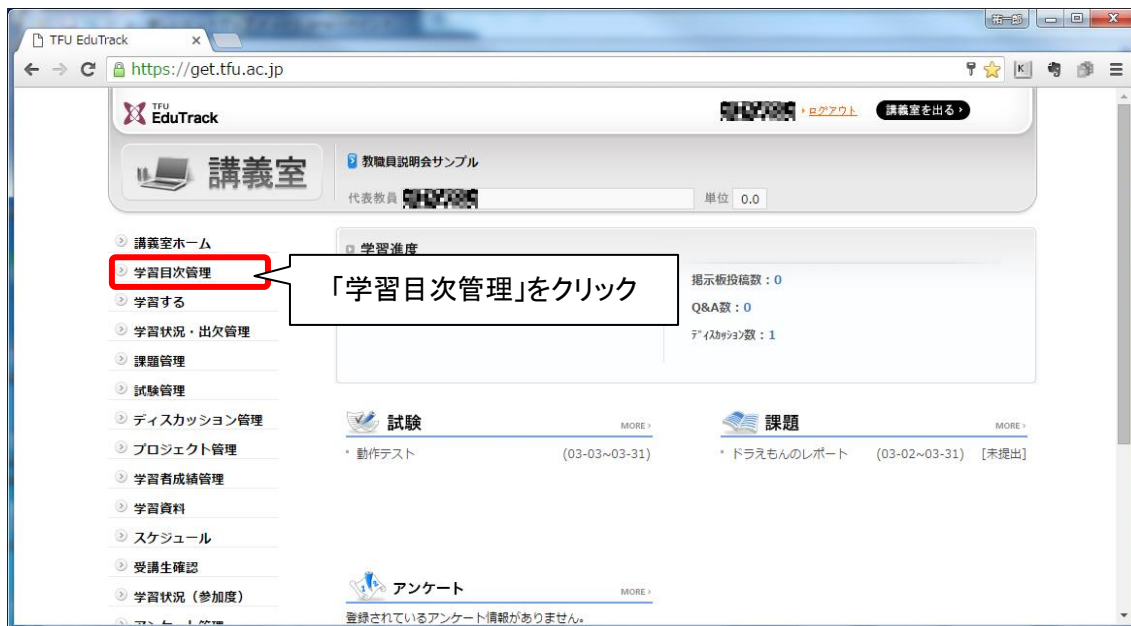 祐一郎
TFU EduTrack
https://get.tfu.ac.jp
TFU
EduTrack
ログアウト
講義室を出る
講義室
教職員説明会サンプル
代表教員
単位 0.0
講義室ホーム
学習目次管理
学習する
学習状況・出欠管理
課題管理
試験管理
ディスカッション管理
プロジェクト管理
学習者成績管理
学習資料
スケジュール
受講生確認
学習状況（参加度）
アンケート管理
学習進度
「学習目次管理」をクリック
掲示板投稿数：0
Q&A数：0
ﾃﾞｨｽｶｯｼｮﾝ数：1
試験 MORE
動作テスト (03-03~03-31)
課題 MORE
ドラえもんのレポート (03-02~03-31) [未提出]
アンケート MORE
登録されているアンケート情報がありません。